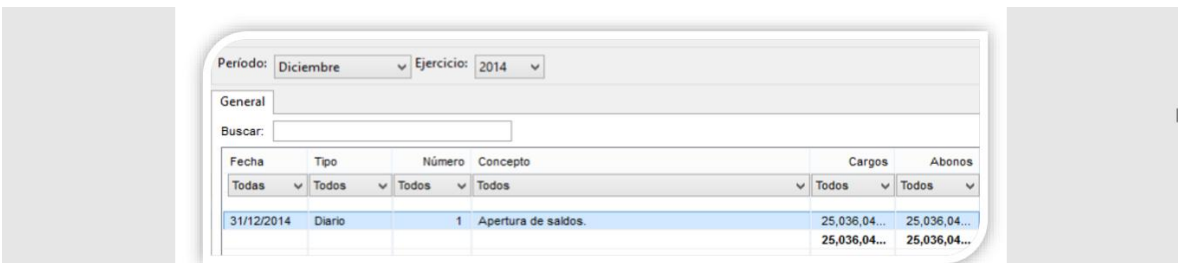 Período: Diciembre Ejercicio: 2014
General
Buscar:
Fecha Tipo Número Concepto Cargos Abonos
Todas Todos Todos Todos Todos Todos
31/12/2014 Diario 1 Apertura de saldos. 25,036,04... 25,036,04...
25,036,04... 25,036,04...